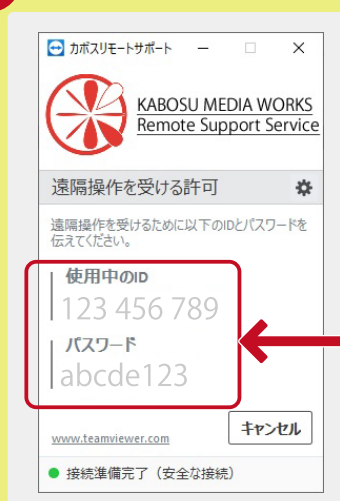 カボスリモートサポート
KABOSU MEDIA WORKS
Remote Support Service
遠隔操作を受ける許可
遠隔操作を受けるために以下のIDとパスワードを
伝えてください。
使用中のID
123 456 789
パスワード
abcde123
キャンセル
www.teamviewer.com
接続準備完了（安全な接続）